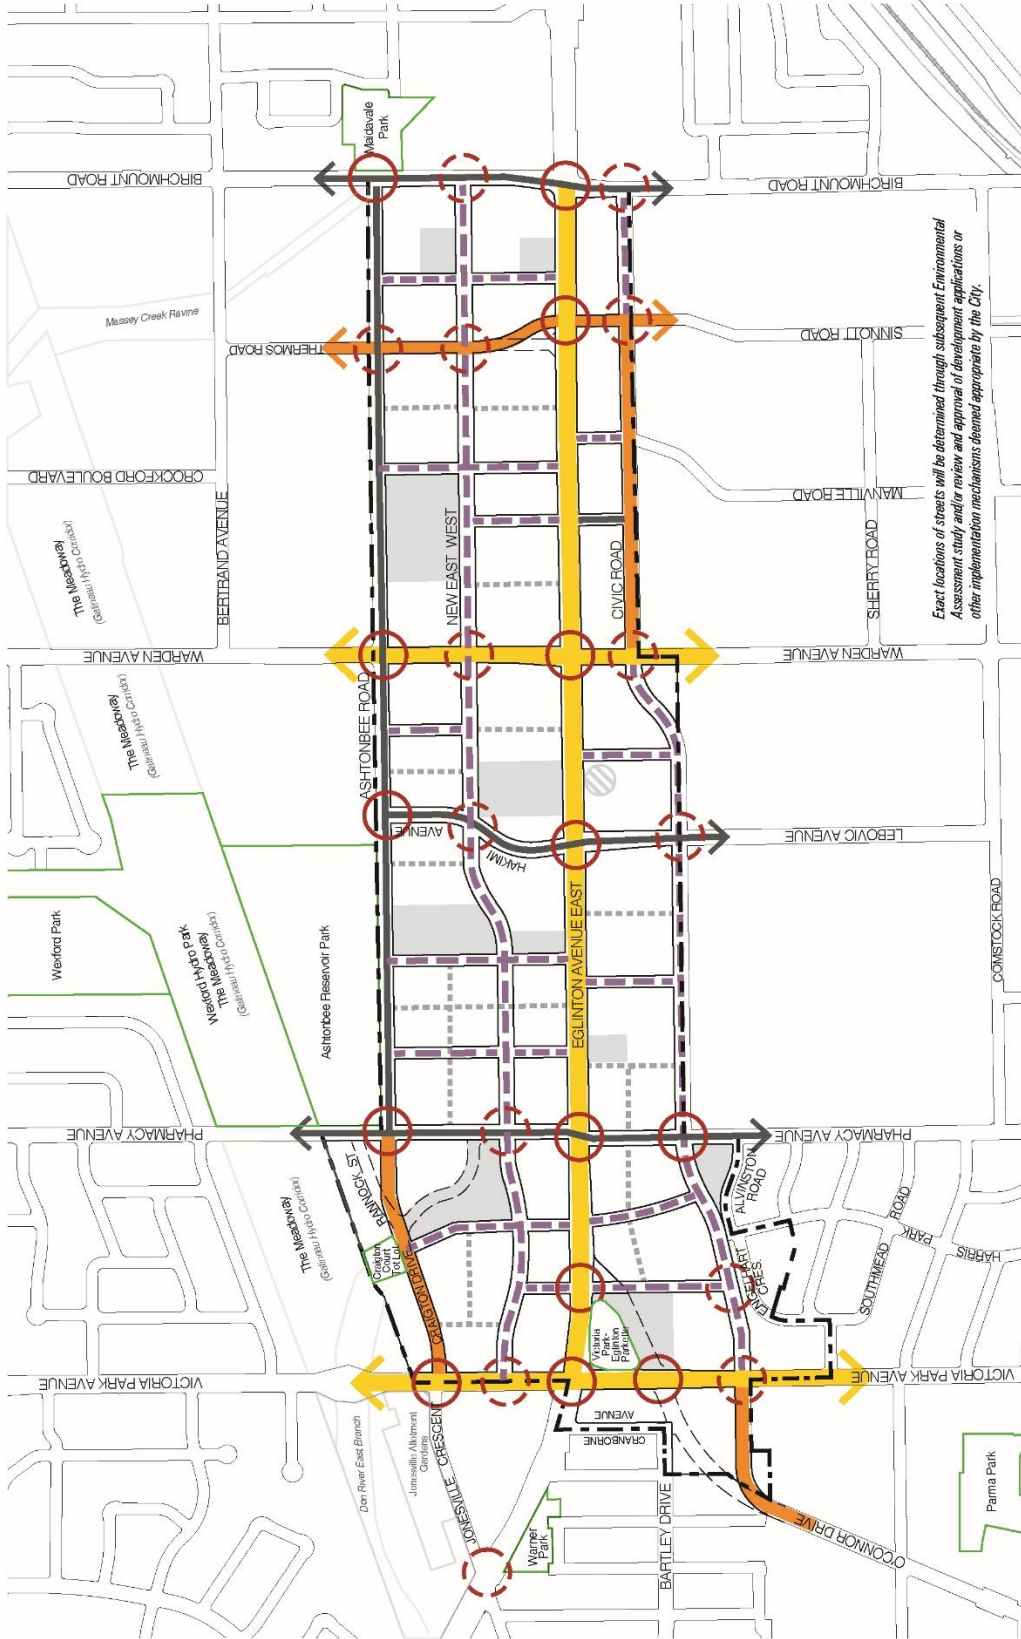 Maidavale
Park
BIRCHMOUNT ROAD
BIRCHMOUNT ROAD
Massey Creek Ravine
THERMOS ROAD
SINNOTT ROAD
Exact locations of streets will be determined through subsequent Environmental
Assessment study and/or review and approval of development applications or
other implementation mechanisms deemed appropriate by the City.
CROCKFORD BOULEVARD
MANVILLE ROAD
The Meadoway
(Gatineau Hydro Corridor)
BERTRAND AVENUE
NEW EAST WEST
CIVIC ROAD
SHERRY ROAD
WARDEN AVENUE
WARDEN AVENUE
The Meadoway
(Gatineau Hydro Corridor)
ASHTONBEE ROAD
HAKIMI
AVENUE
LEBOVIC AVENUE
EGLINTON AVENUE EAST
COMSTOCK ROAD
Wexford Park
Wexford Hydro Park
The Meadoway
(Gatineau Hydro Corridor)
Ashtonbee Reservoir Park
PHARMACY AVENUE
PHARMACY AVENUE
The Meadoway
(Gatineau Hydro Corridor)
RANNOCK ST.
Craigton
Court
Tot Lot
CRAIGTON DRIVE
ALVINSTON
ROAD
ENGELHART
CRES.
SOUTHMEAD
PARK
ROAD
HARRIS
Victoria
Park-
Eglinton
Parkette
VICTORIA PARK AVENUE
VICTORIA PARK AVENUE
Don River East Branch
Jonesville Allotment
Gardens
JONESVILLE CRESCENT
CRANBORNE
AVENUE
Warner
Park
BARTLEY DRIVE
O'CONNOR DRIVE
Parma Park